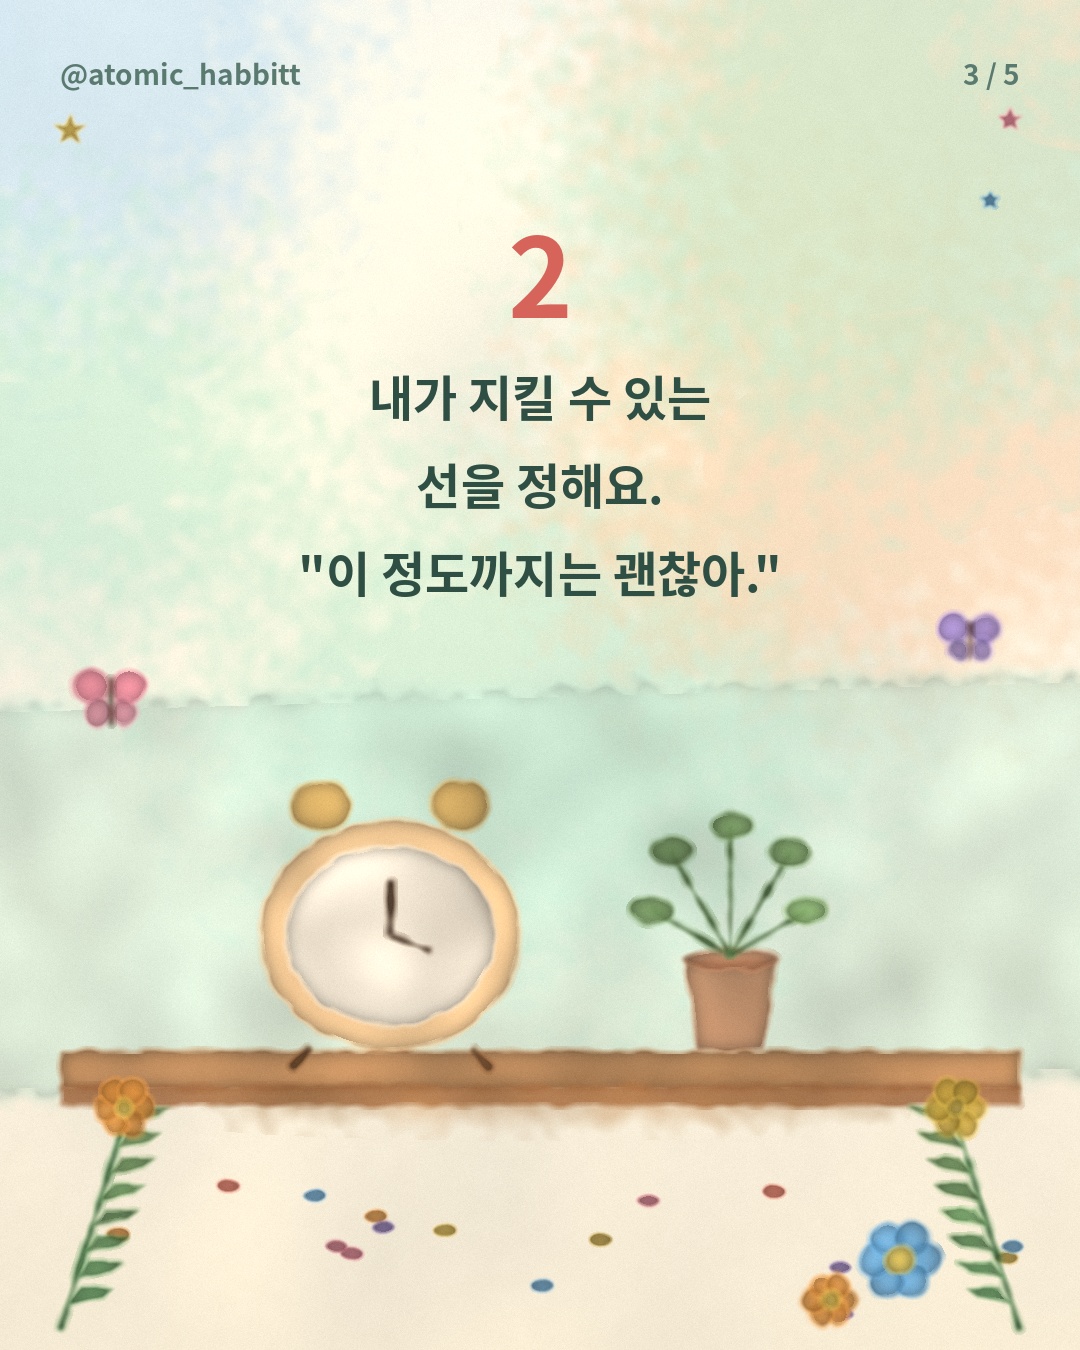 @atomic_habbitt
3 / 5
2
내가 지킬 수 있는
선을 정해요.
"이 정도까지는 괜찮아."